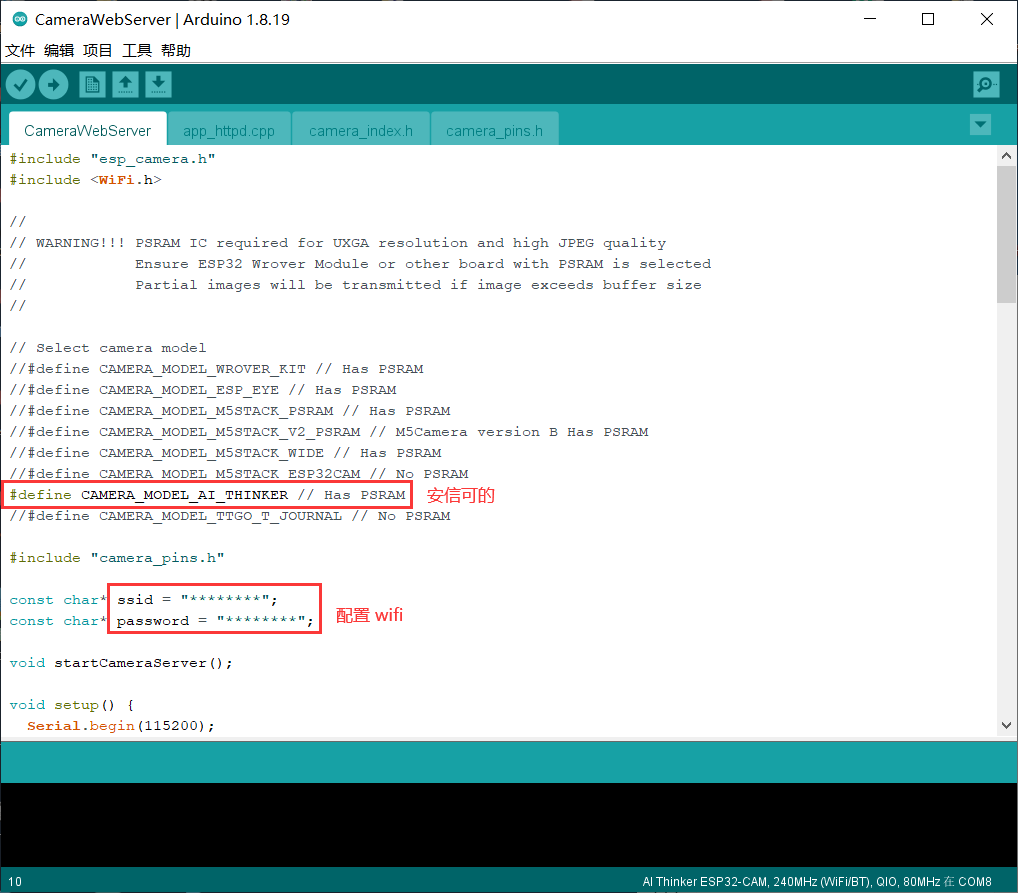 CameraWebServer | Arduino 1.8.19
文件 编辑 项目 工具 帮助
CameraWebServer app_httpd.cpp camera_index.h camera_pins.h
#include "esp_camera.h"
#include <WiFi.h>
//
// WARNING!!! PSRAM IC required for UXGA resolution and high JPEG quality
//            Ensure ESP32 Wrover Module or other board with PSRAM is selected
//            Partial images will be transmitted if image exceeds buffer size
//
// Select camera model
//#define CAMERA_MODEL_WROVER_KIT // Has PSRAM
//#define CAMERA_MODEL_ESP_EYE // Has PSRAM
//#define CAMERA_MODEL_M5STACK_PSRAM // Has PSRAM
//#define CAMERA_MODEL_M5STACK_V2_PSRAM // M5Camera version B Has PSRAM
//#define CAMERA_MODEL_M5STACK_WIDE // Has PSRAM
//#define CAMERA_MODEL_M5STACK_ESP32CAM // No PSRAM
#define CAMERA_MODEL_AI_THINKER // Has PSRAM 安信可的
//#define CAMERA_MODEL_TTGO_T_JOURNAL // No PSRAM
#include "camera_pins.h"
const char* ssid = "********";
配置 wifi
const char* password = "********";
void startCameraServer();
void setup() {
  Serial.begin(115200);
10 AI Thinker ESP32-CAM, 240MHz (WiFi/BT), QIO, 80MHz 在 COM8